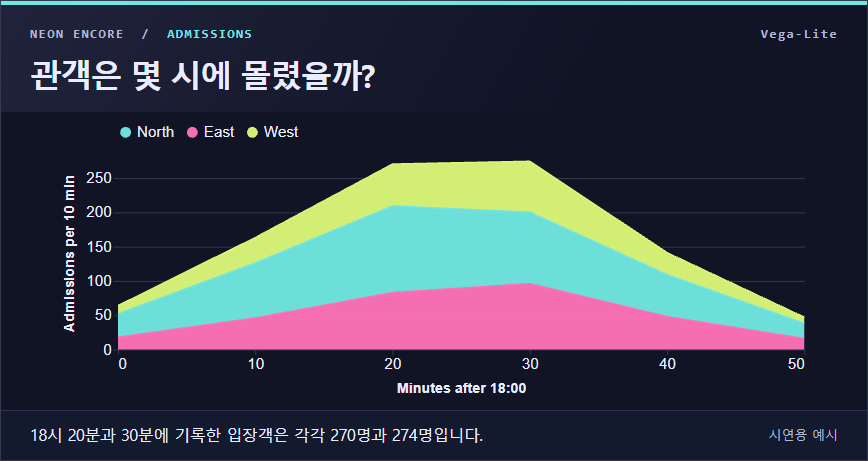 NEON ENCORE / ADMISSIONS
Vega-Lite
관객은 몇 시에 몰렸을까?
North East West
Admissions per 10 min
250
200
150
100
50
0
0 10 20 30 40 50
Minutes after 18:00
18시 20분과 30분에 기록한 입장객은 각각 270명과 274명입니다.
시연용 예시